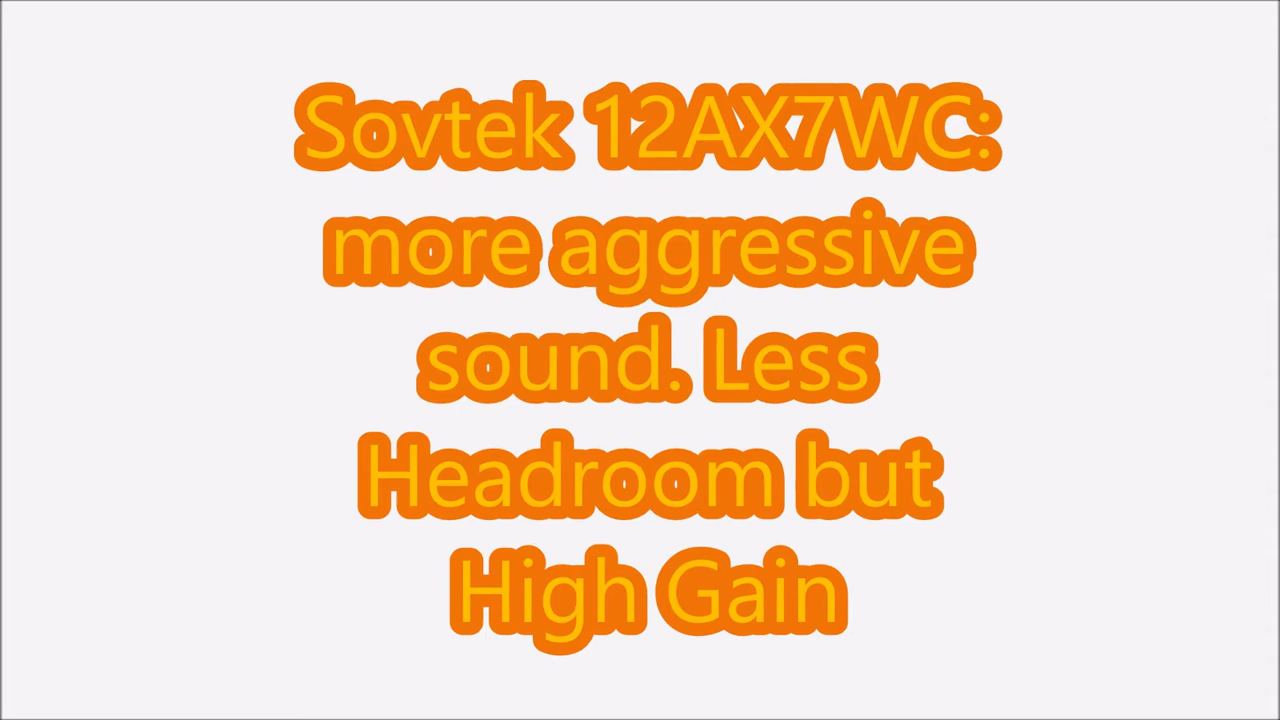 Sovtek 12AX7WC:
more aggressive
sound. Less
Headroom but
High Gain